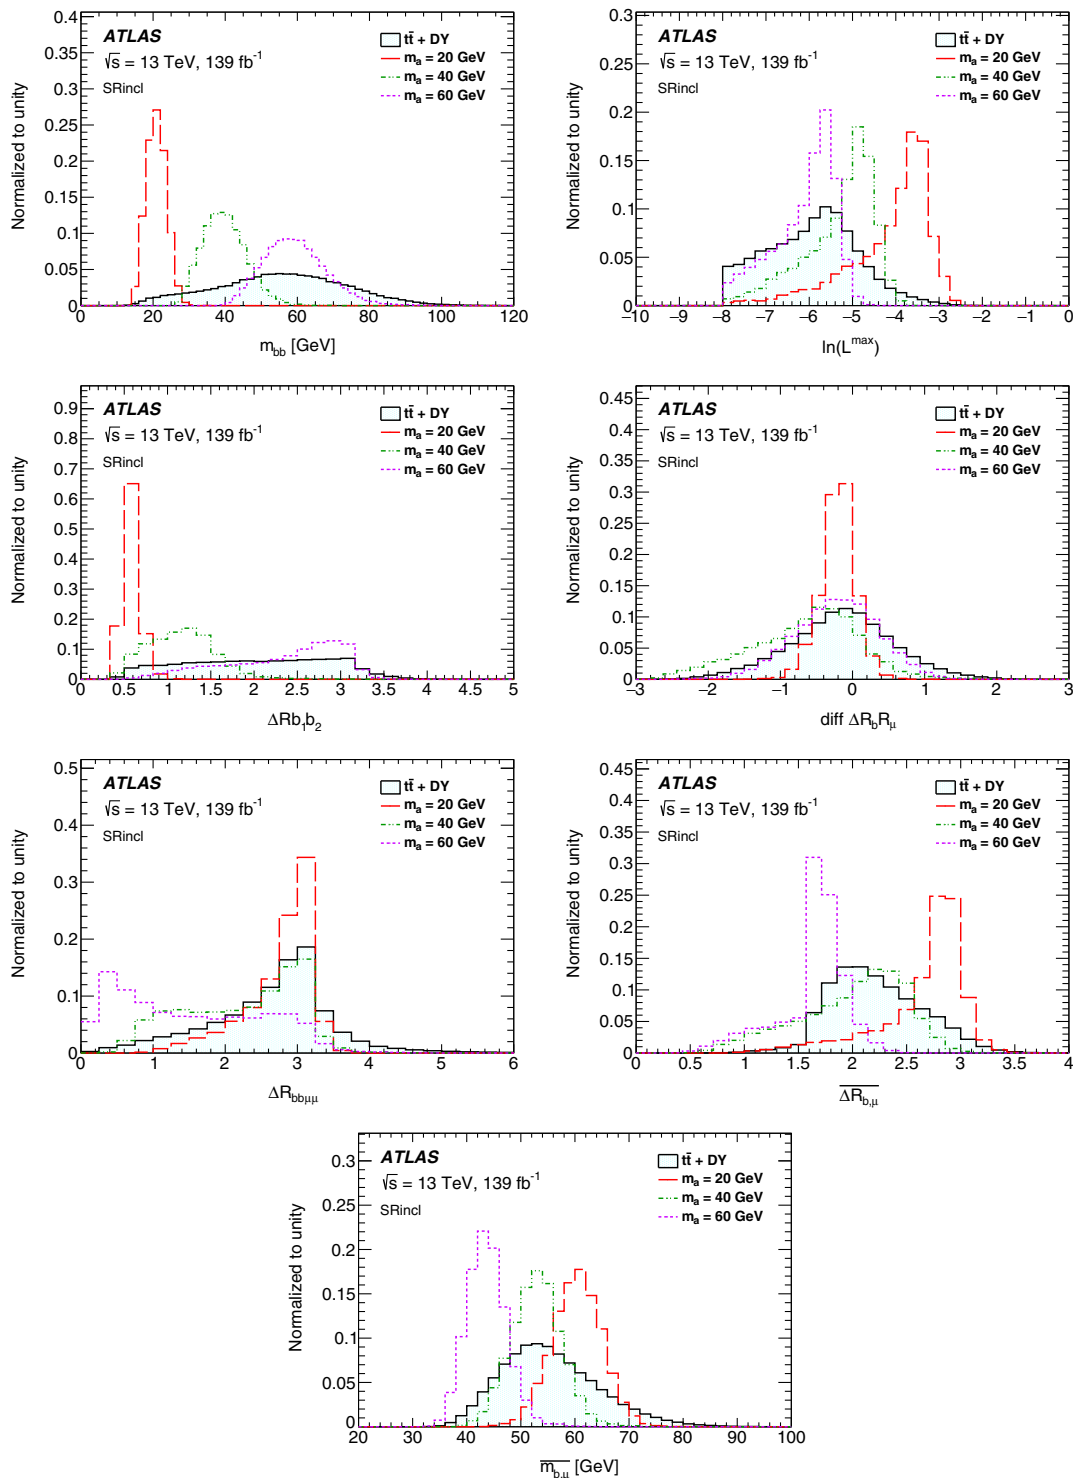 ATLAS
√s = 13 TeV, 139 fb⁻¹
SRincl
tt̄ + DY
mₐ = 20 GeV
mₐ = 40 GeV
mₐ = 60 GeV
Normalized to unity
0.4
0.35
0.3
0.25
0.2
0.15
0.1
0.05
0
0 20 40 60 80 100 120
m_bb [GeV]
ATLAS
√s = 13 TeV, 139 fb⁻¹
SRincl
tt̄ + DY
mₐ = 20 GeV
mₐ = 40 GeV
mₐ = 60 GeV
Normalized to unity
0.3
0.25
0.2
0.15
0.1
0.05
0
−10 −9 −8 −7 −6 −5 −4 −3 −2 −1 0
ln(L^max)
ATLAS
√s = 13 TeV, 139 fb⁻¹
SRincl
tt̄ + DY
mₐ = 20 GeV
mₐ = 40 GeV
mₐ = 60 GeV
Normalized to unity
0.9
0.8
0.7
0.6
0.5
0.4
0.3
0.2
0.1
0
0 0.5 1 1.5 2 2.5 3 3.5 4 4.5 5
ΔRb₁b₂
ATLAS
√s = 13 TeV, 139 fb⁻¹
SRincl
tt̄ + DY
mₐ = 20 GeV
mₐ = 40 GeV
mₐ = 60 GeV
Normalized to unity
0.45
0.4
0.35
0.3
0.25
0.2
0.15
0.1
0.05
0
−3 −2 −1 0 1 2 3
diff ΔR_bR_μ
ATLAS
√s = 13 TeV, 139 fb⁻¹
SRincl
tt̄ + DY
mₐ = 20 GeV
mₐ = 40 GeV
mₐ = 60 GeV
Normalized to unity
0.5
0.4
0.3
0.2
0.1
0
0 1 2 3 4 5 6
ΔR_bbμμ
ATLAS
√s = 13 TeV, 139 fb⁻¹
SRincl
tt̄ + DY
mₐ = 20 GeV
mₐ = 40 GeV
mₐ = 60 GeV
Normalized to unity
0.45
0.4
0.35
0.3
0.25
0.2
0.15
0.1
0.05
0
0 0.5 1 1.5 2 2.5 3 3.5 4
ΔR_b,μ
ATLAS
√s = 13 TeV, 139 fb⁻¹
SRincl
tt̄ + DY
mₐ = 20 GeV
mₐ = 40 GeV
mₐ = 60 GeV
Normalized to unity
0.3
0.25
0.2
0.15
0.1
0.05
0
20 30 40 50 60 70 80 90 100
m_b,μ [GeV]